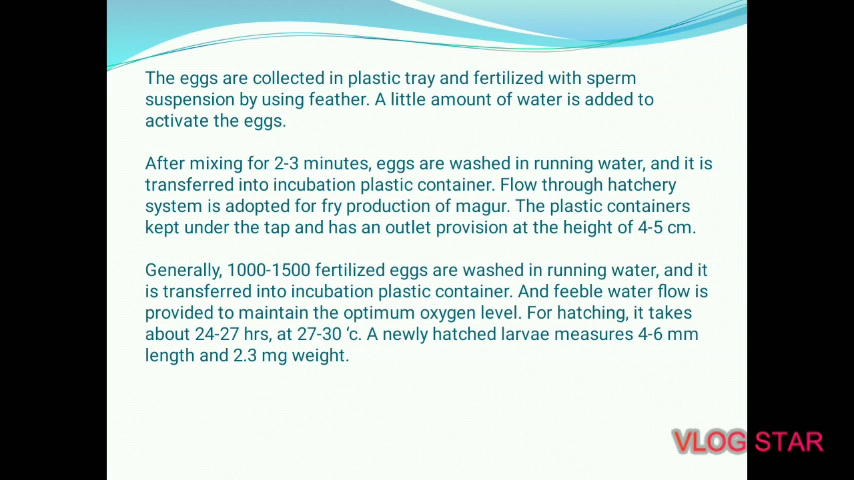 The eggs are collected in plastic tray and fertilized with sperm
suspension by using feather. A little amount of water is added to
activate the eggs.
After mixing for 2-3 minutes, eggs are washed in running water, and it is
transferred into incubation plastic container. Flow through hatchery
system is adopted for fry production of magur. The plastic containers
kept under the tap and has an outlet provision at the height of 4-5 cm.
Generally, 1000-1500 fertilized eggs are washed in running water, and it
is transferred into incubation plastic container. And feeble water flow is
provided to maintain the optimum oxygen level. For hatching, it takes
about 24-27 hrs, at 27-30 ‘c. A newly hatched larvae measures 4-6 mm
length and 2.3 mg weight.
VLOG STAR